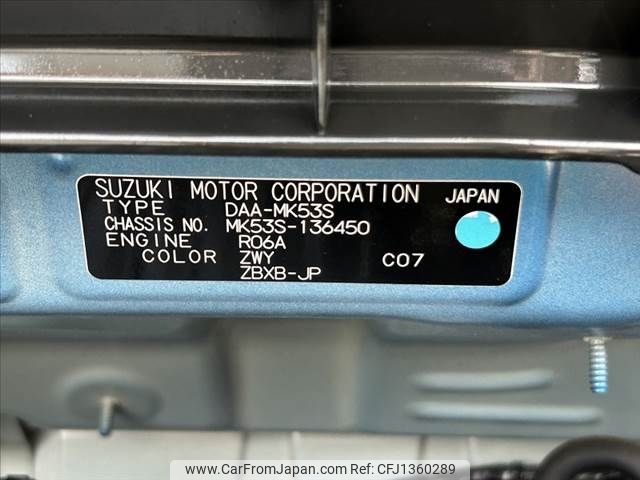 SUZUKI MOTOR CORPORATION JAPAN
TYPE DAA-MK53S
CHASSIS NO. MK53S-136450
ENGINE R06A
COLOR ZWY C07
ZBXB-JP
www.CarFromJapan.com | CFJ1360289